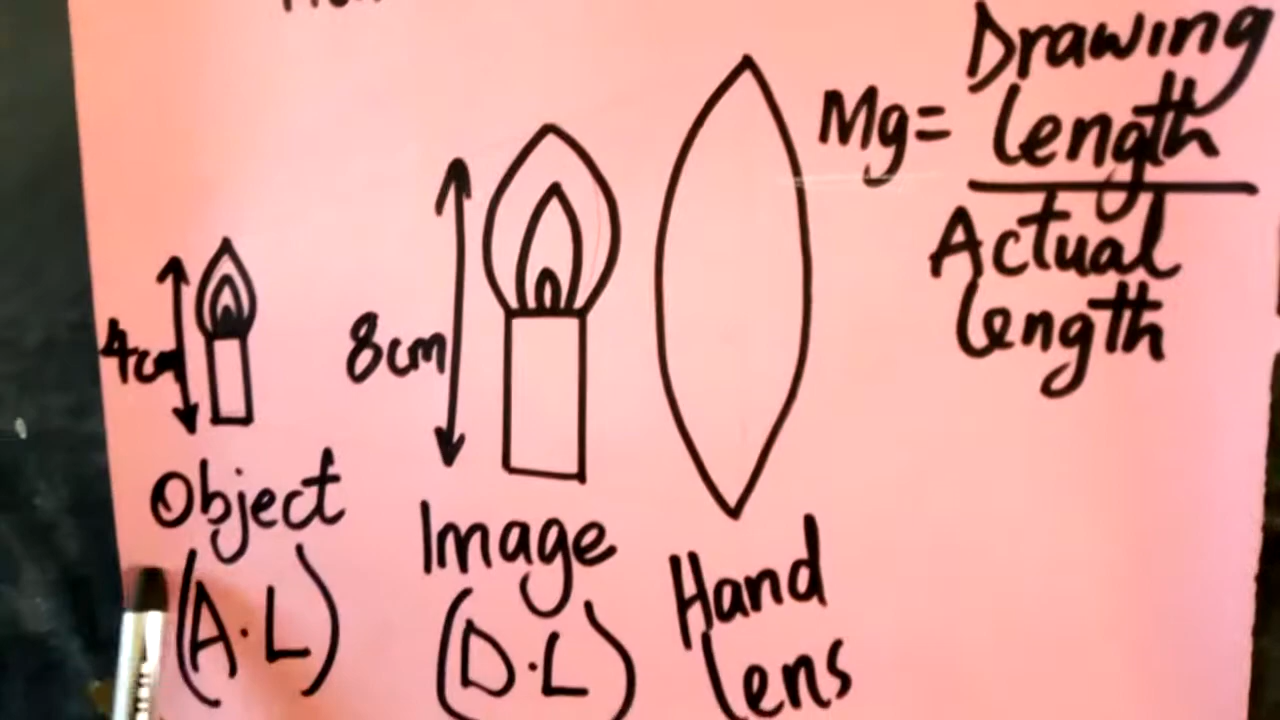 4cm
8cm
Mg= Drawing
length
Actual
length
Object
(A.L)
Image
(D.L)
Hand
lens